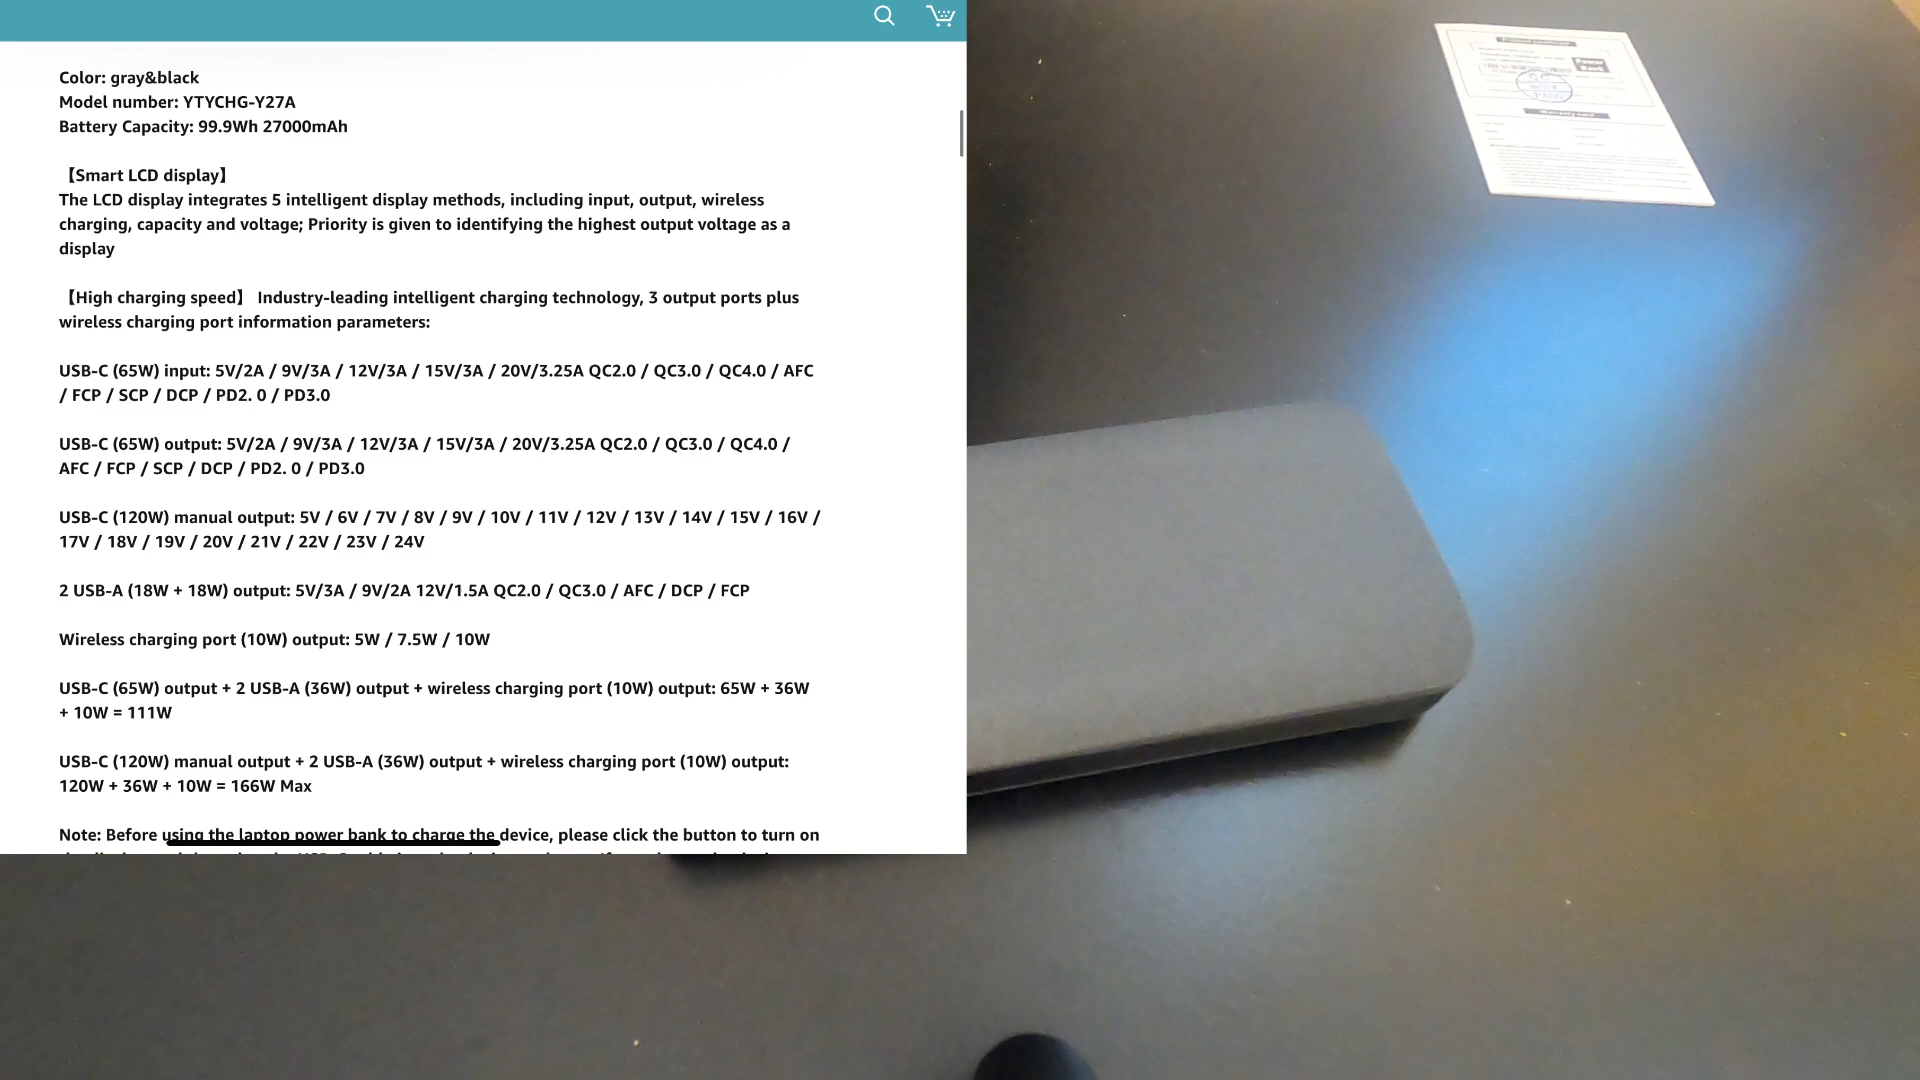 Color: gray&black
Model number: YTYCHG-Y27A
Battery Capacity: 99.9Wh 27000mAh
【Smart LCD display】
The LCD display integrates 5 intelligent display methods, including input, output, wireless
charging, capacity and voltage; Priority is given to identifying the highest output voltage as a
display
【High charging speed】 Industry-leading intelligent charging technology, 3 output ports plus
wireless charging port information parameters:
USB-C (65W) input: 5V/2A / 9V/3A / 12V/3A / 15V/3A / 20V/3.25A QC2.0 / QC3.0 / QC4.0 / AFC
/ FCP / SCP / DCP / PD2. 0 / PD3.0
USB-C (65W) output: 5V/2A / 9V/3A / 12V/3A / 15V/3A / 20V/3.25A QC2.0 / QC3.0 / QC4.0 /
AFC / FCP / SCP / DCP / PD2. 0 / PD3.0
USB-C (120W) manual output: 5V / 6V / 7V / 8V / 9V / 10V / 11V / 12V / 13V / 14V / 15V / 16V /
17V / 18V / 19V / 20V / 21V / 22V / 23V / 24V
2 USB-A (18W + 18W) output: 5V/3A / 9V/2A 12V/1.5A QC2.0 / QC3.0 / AFC / DCP / FCP
Wireless charging port (10W) output: 5W / 7.5W / 10W
USB-C (65W) output + 2 USB-A (36W) output + wireless charging port (10W) output: 65W + 36W
+ 10W = 111W
USB-C (120W) manual output + 2 USB-A (36W) output + wireless charging port (10W) output:
120W + 36W + 10W = 166W Max
Note: Before using the laptop power bank to charge the device, please click the button to turn on